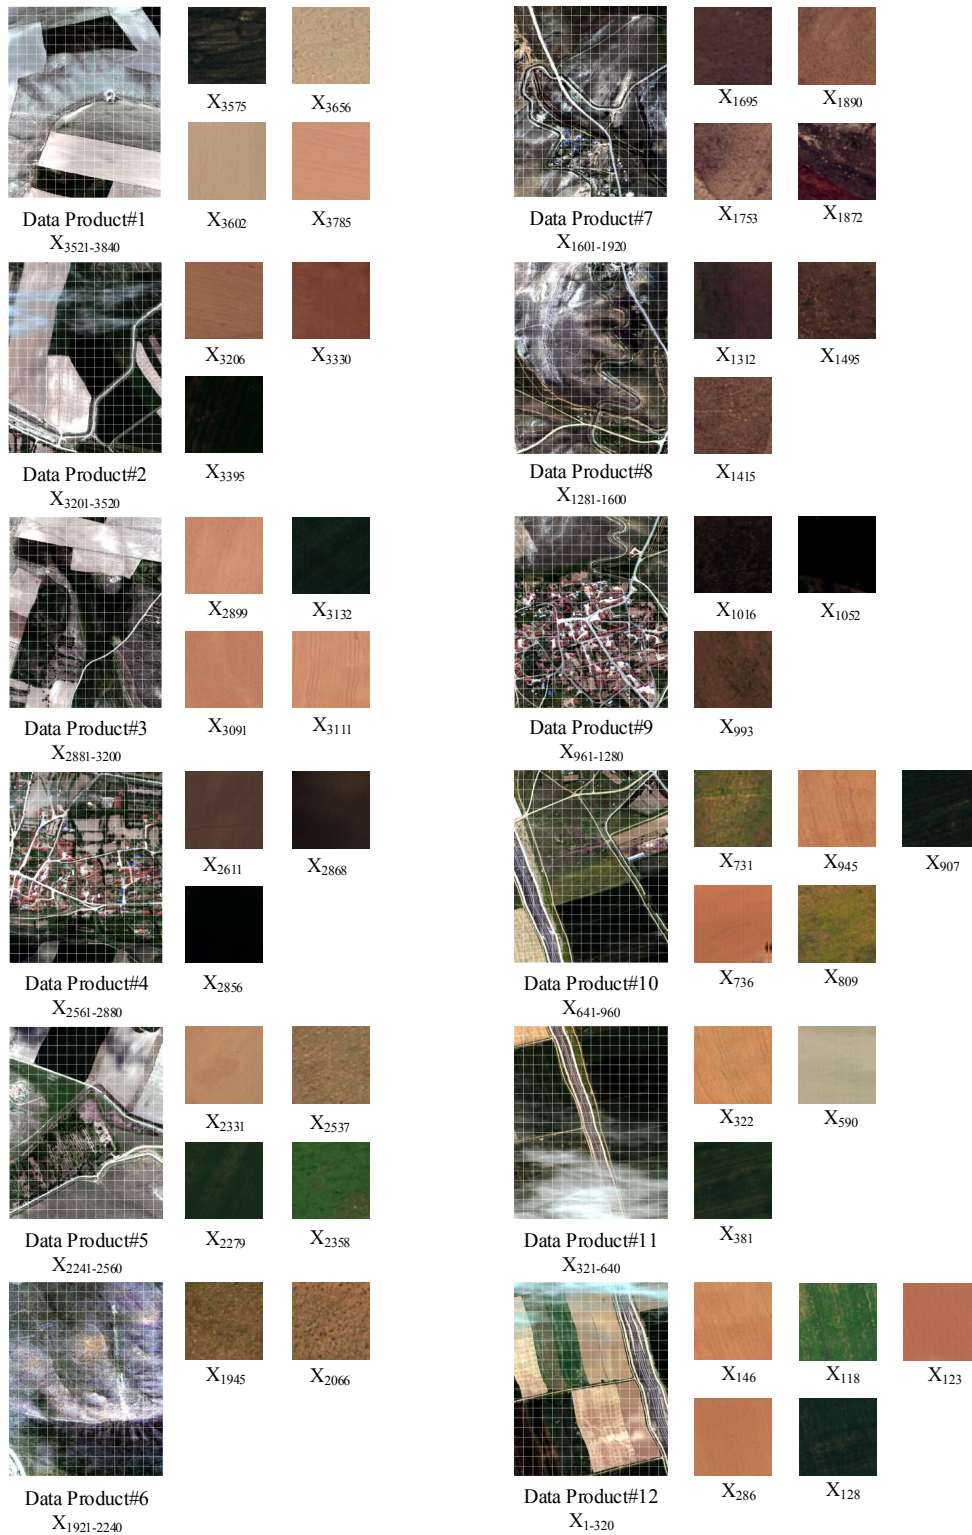 X3575 X3656
X3602 X3785
Data Product#1
X3521-3840
X3206 X3330
X3395
Data Product#2
X3201-3520
X2899 X3132
X3091 X3111
Data Product#3
X2881-3200
X2611 X2868
X2856
Data Product#4
X2561-2880
X2331 X2537
X2279 X2358
Data Product#5
X2241-2560
X1945 X2066
Data Product#6
X1921-2240
X1695 X1890
X1753 X1872
Data Product#7
X1601-1920
X1312 X1495
X1415
Data Product#8
X1281-1600
X1016 X1052
X993
Data Product#9
X961-1280
X731 X945 X907
X736 X809
Data Product#10
X641-960
X322 X590
X381
Data Product#11
X321-640
X146 X118 X123
X286 X128
Data Product#12
X1-320